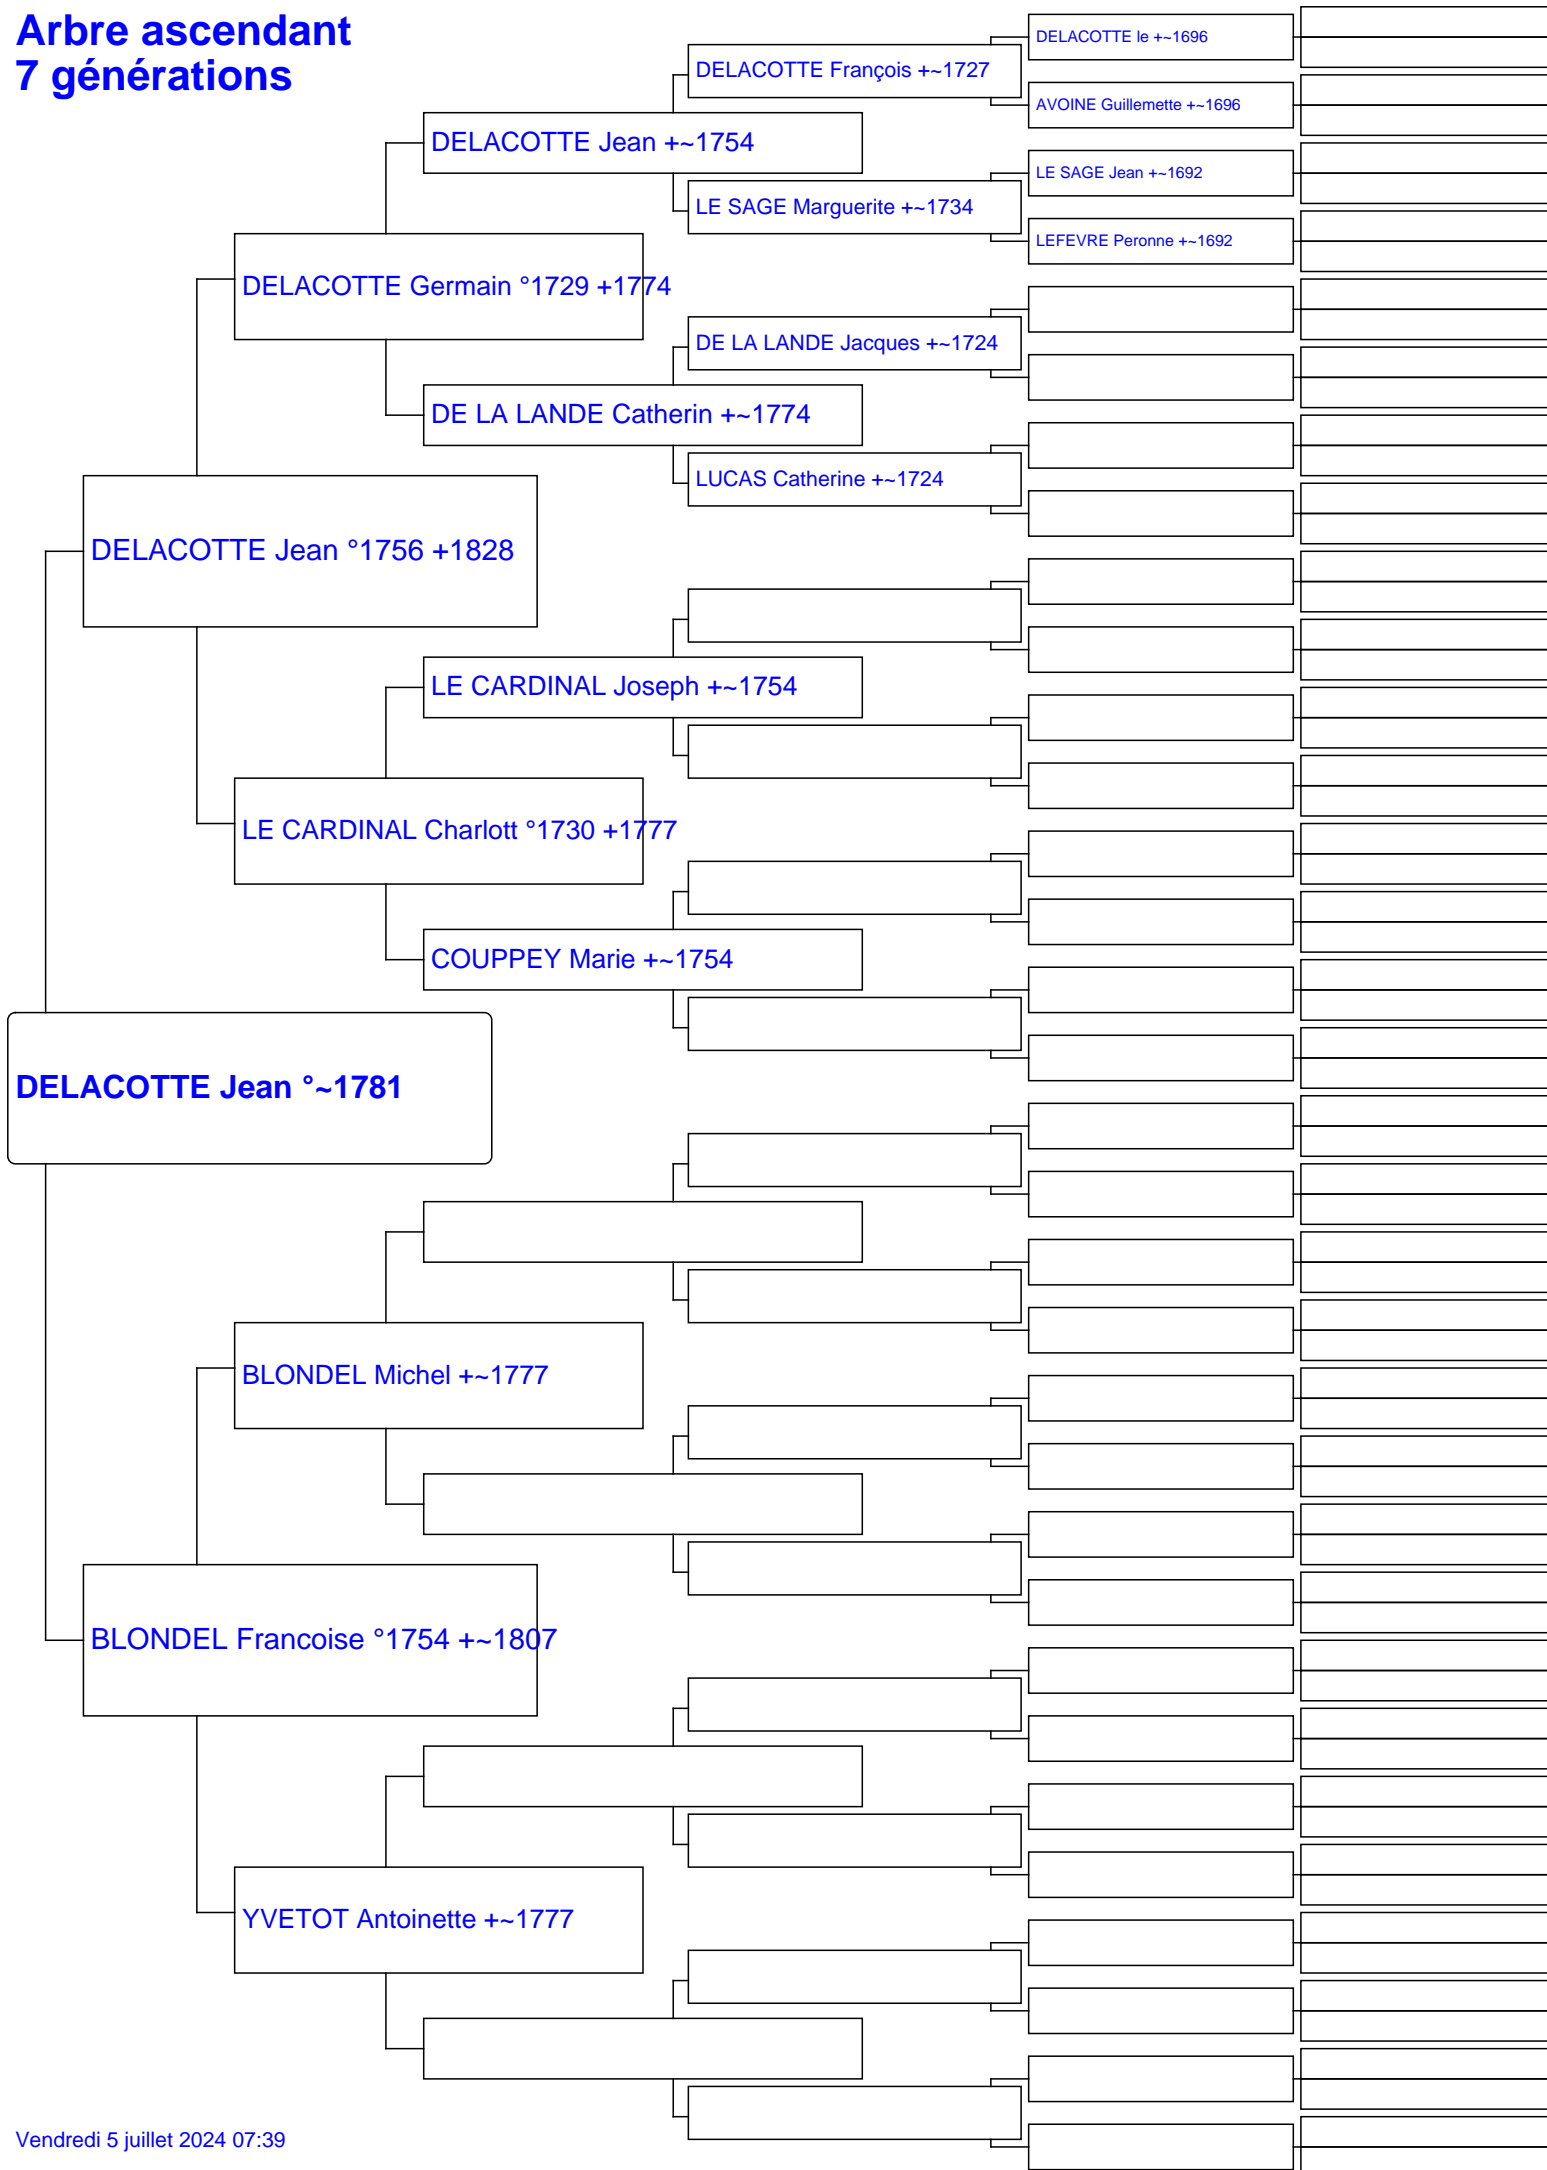 Arbre ascendant
7 générations
DELACOTTE le +~1696
DELACOTTE François +~1727
AVOINE Guillemette +~1696
DELACOTTE Jean +~1754
LE SAGE Jean +~1692
LE SAGE Marguerite +~1734
LEFEVRE Peronne +~1692
DELACOTTE Germain °1729 +1774
DE LA LANDE Jacques +~1724
DE LA LANDE Catherin +~1774
LUCAS Catherine +~1724
DELACOTTE Jean °1756 +1828
LE CARDINAL Joseph +~1754
LE CARDINAL Charlott °1730 +1777
COUPPEY Marie +~1754
DELACOTTE Jean °~1781
BLONDEL Michel +~1777
BLONDEL Francoise °1754 +~1807
YVETOT Antoinette +~1777
Vendredi 5 juillet 2024 07:39